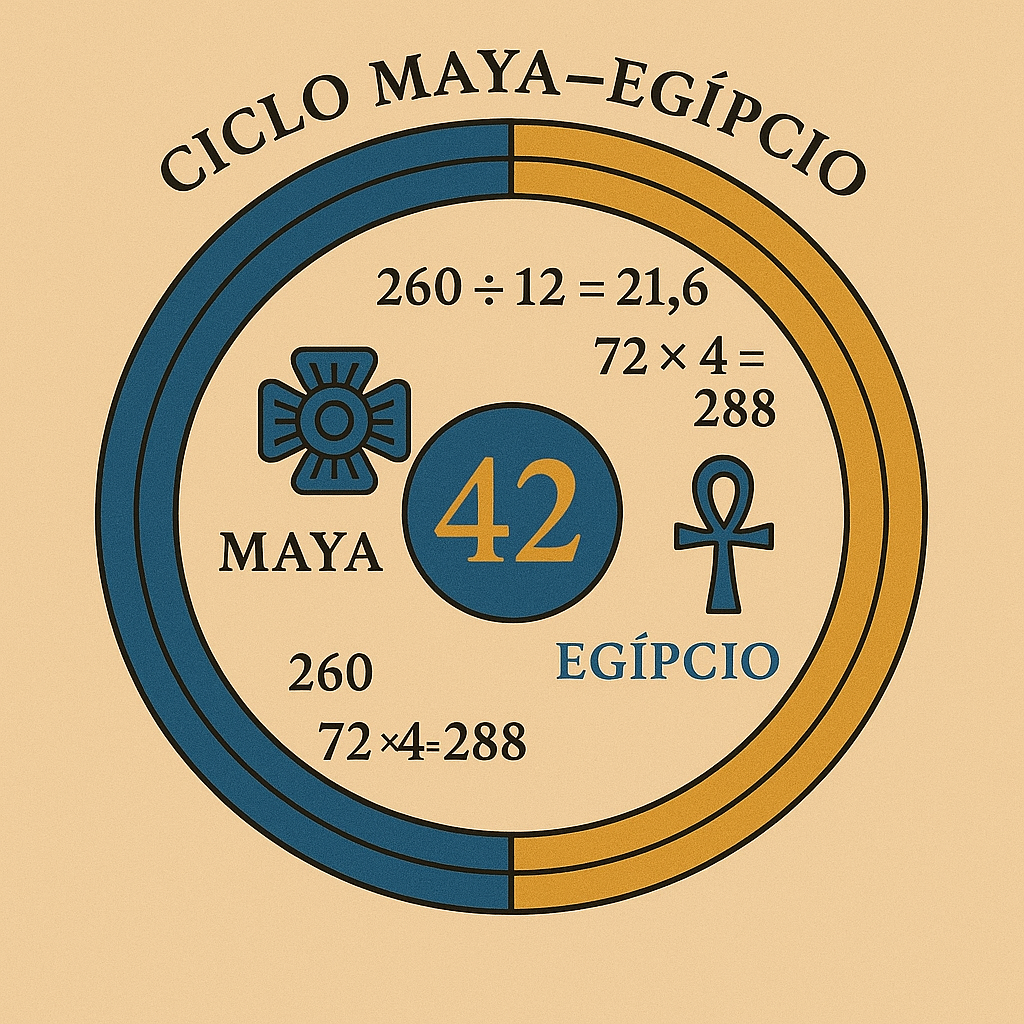 CICLO MAYA–EGÍPCIO
260 ÷ 12 = 21,6
72 × 4 =
288
42
MAYA
EGÍPCIO
260
72×4=288